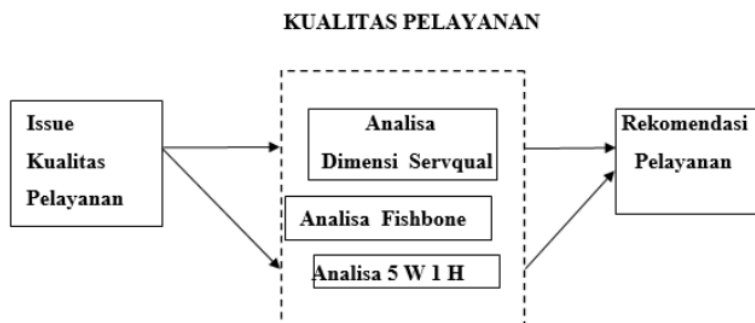 KUALITAS PELAYANAN
Issue
Kualitas
Pelayanan
Analisa
Dimensi Servqual
Analisa Fishbone
Analisa 5 W 1 H
Rekomendasi
Pelayanan